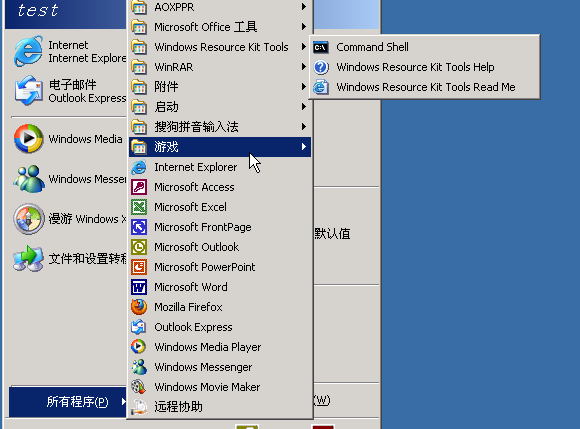 test
Internet
Internet Explore
电子邮件
Outlook Express
Windows Media
Windows Messen
漫游 Windows X
文件和设置转移
所有程序(P)
AOXPPR
Microsoft Office 工具
Windows Resource Kit Tools
WinRAR
附件
启动
搜狗拼音输入法
游戏
Internet Explorer
Microsoft Access
Microsoft Excel
Microsoft FrontPage
Microsoft Outlook
Microsoft PowerPoint
Microsoft Word
Mozilla Firefox
Outlook Express
Windows Media Player
Windows Messenger
Windows Movie Maker
远程协助
Command Shell
Windows Resource Kit Tools Help
Windows Resource Kit Tools Read Me
默认值
(W)